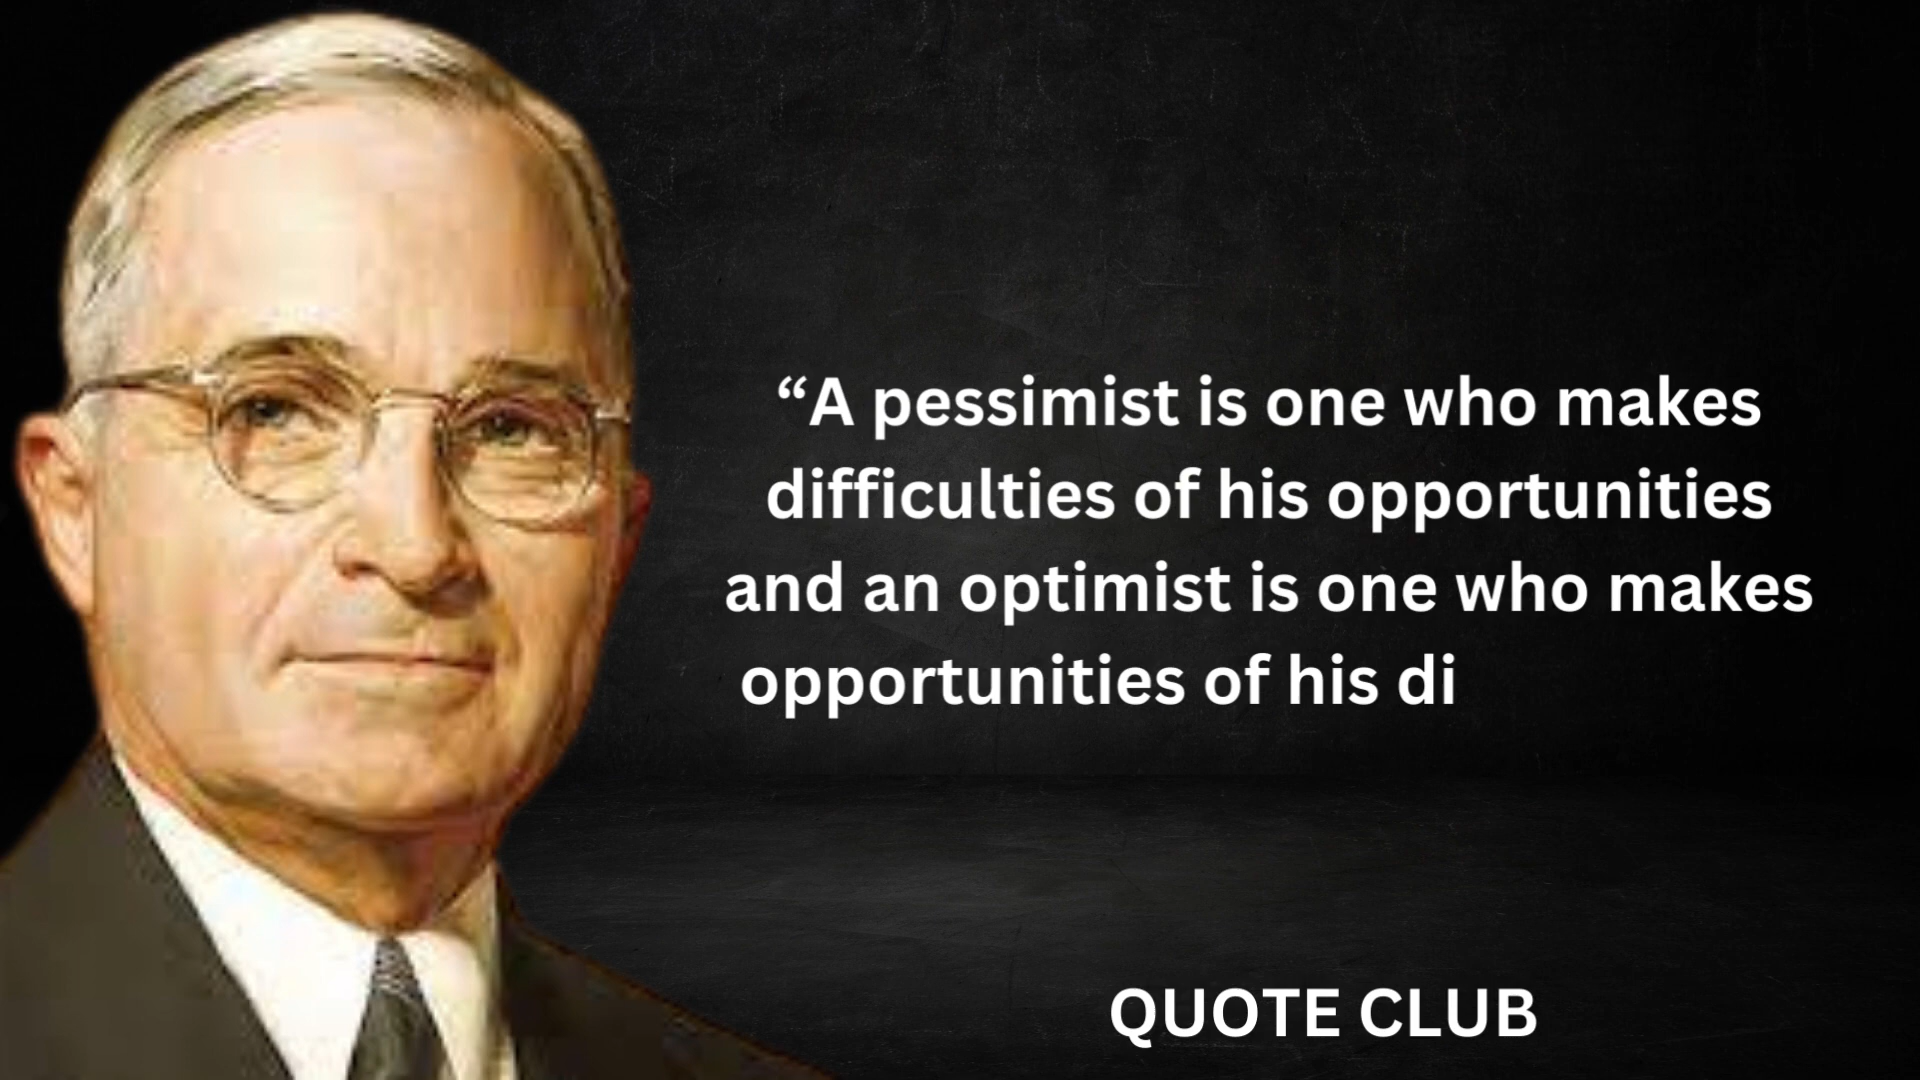 “A pessimist is one who makes
difficulties of his opportunities
and an optimist is one who makes
opportunities of his di
QUOTE CLUB